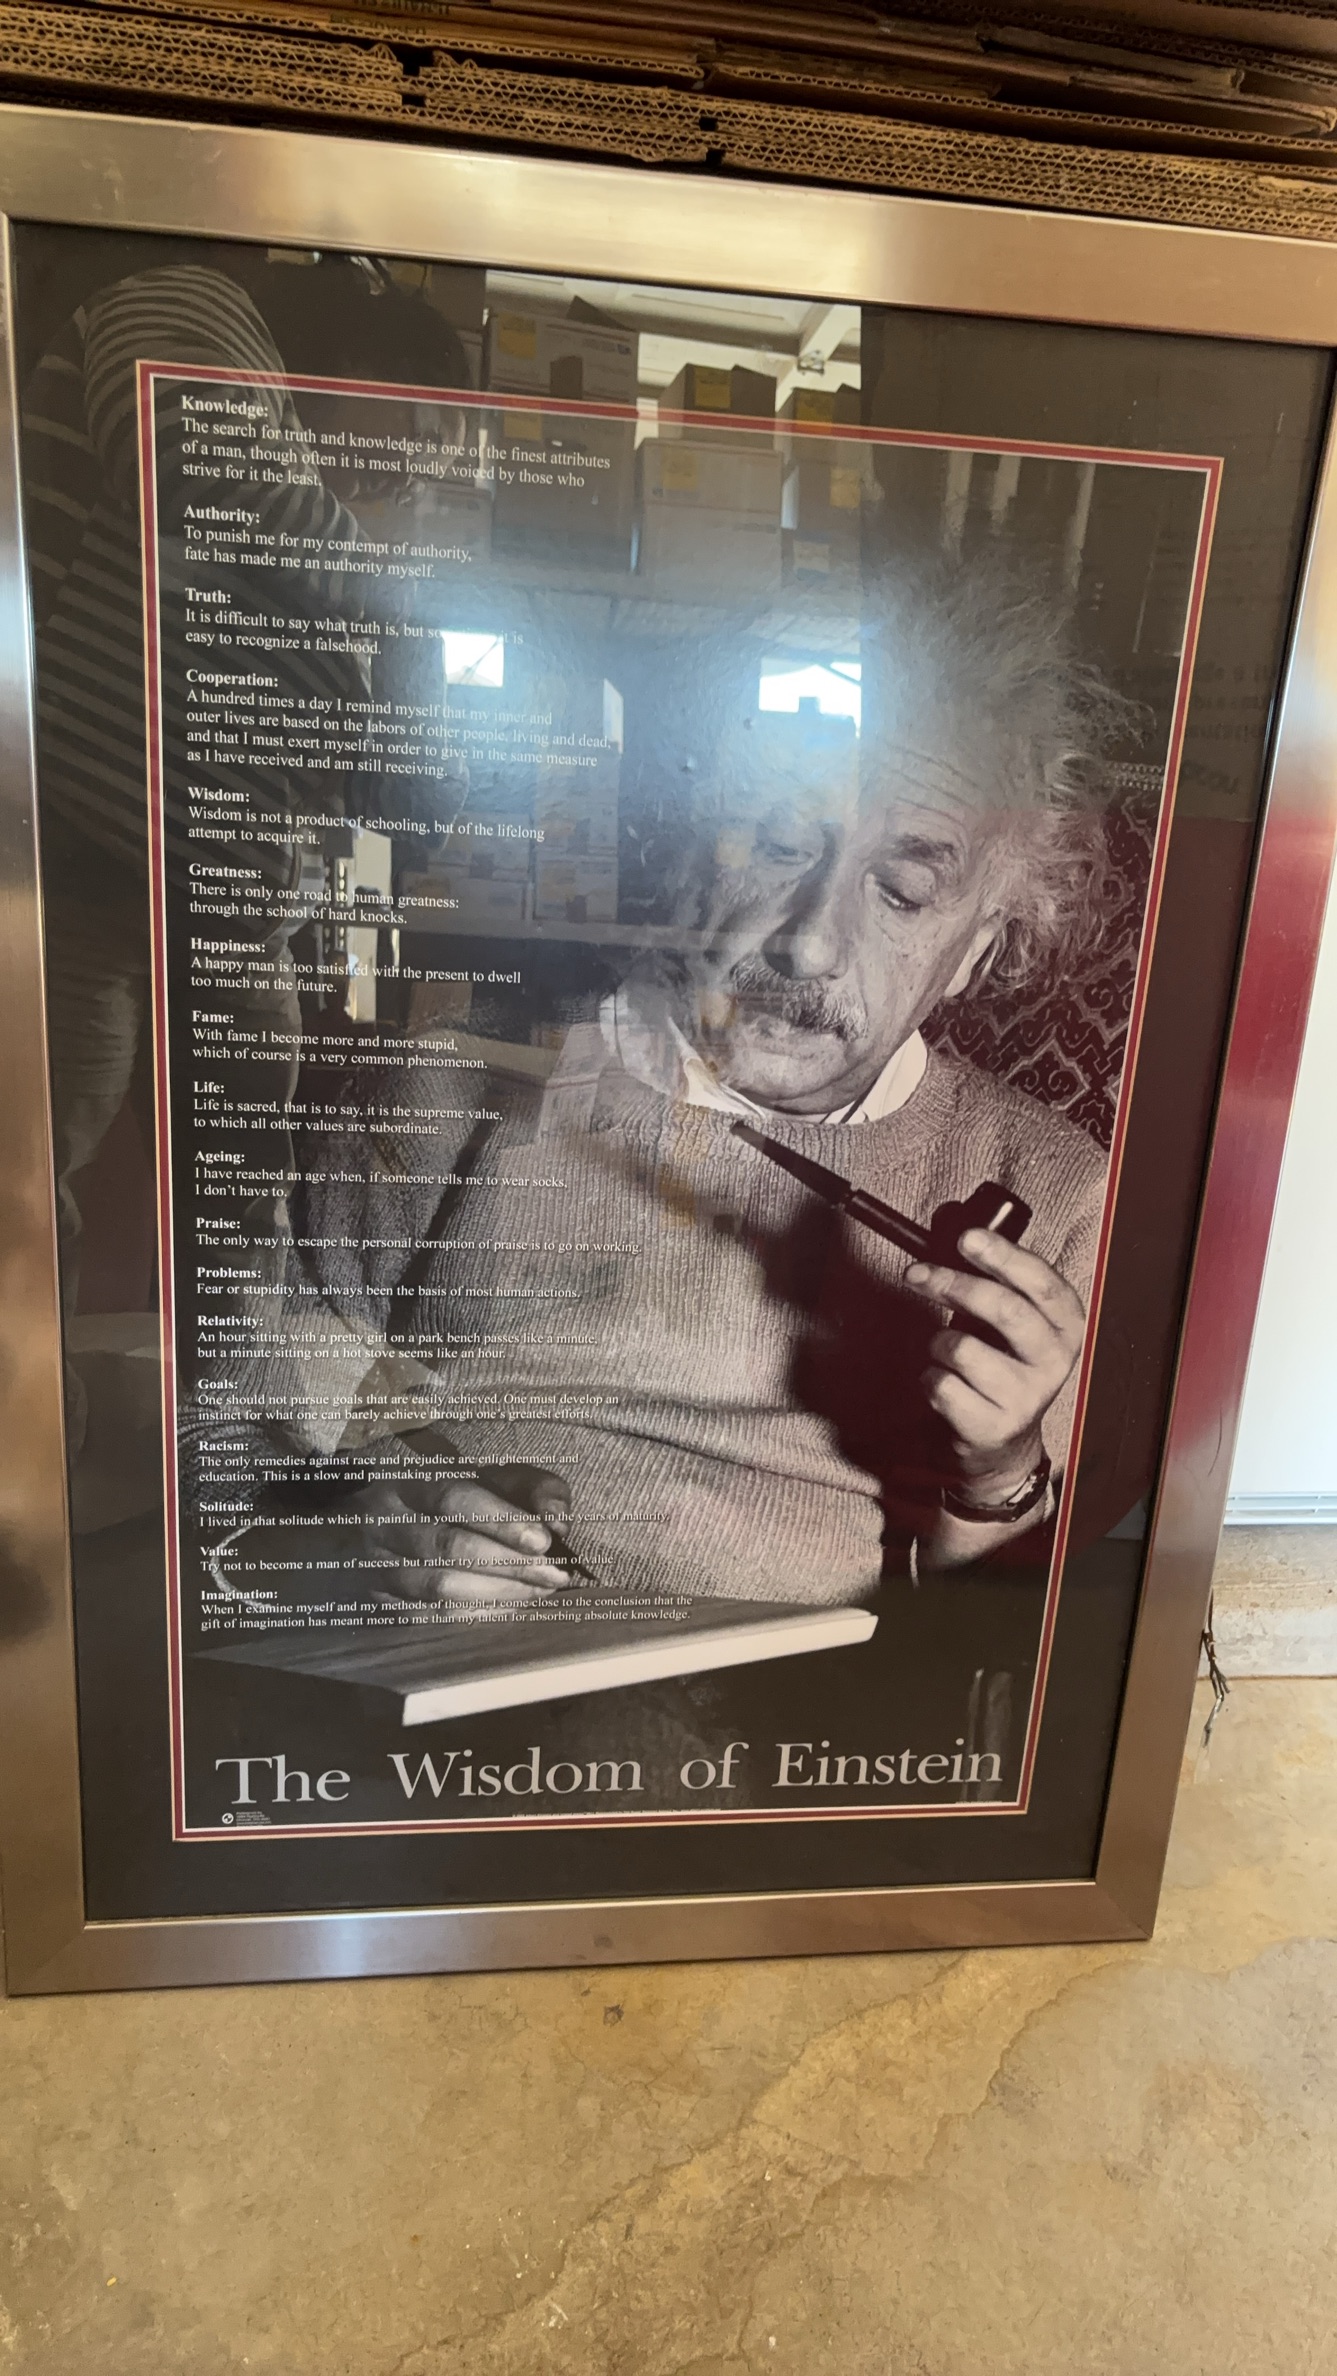 Knowledge:
The search for truth and knowledge is one of the finest attributes
of a man, though often it is most loudly voiced by those who
strive for it the least.
Authority:
To punish me for my contempt of authority,
fate has made me an authority myself.
Truth:
It is difficult to say what truth is, but it is
easy to recognize a falsehood.
Cooperation:
A hundred times a day I remind myself that my inner and
outer lives are based on the labors of other people, living and dead,
and that I must exert myself in order to give in the same measure
as I have received and am still receiving.
Wisdom:
Wisdom is not a product of schooling, but of the lifelong
attempt to acquire it.
Greatness:
There is only one road to human greatness:
through the school of hard knocks.
Happiness:
A happy man is too satisfied with the present to dwell
too much on the future.
Fame:
With fame I become more and more stupid,
which of course is a very common phenomenon.
Life:
Life is sacred, that is to say, it is the supreme value,
to which all other values are subordinate.
Ageing:
I have reached an age when, if someone tells me to wear socks,
I don't have to.
Praise:
The only way to escape the personal corruption of praise is to go on working.
Problems:
Fear or stupidity has always been the basis of most human actions.
Relativity:
An hour sitting with a pretty girl on a park bench passes like a minute,
but a minute sitting on a hot stove seems like an hour.
Goals:
One should not pursue goals that are easily achieved. One must develop an
instinct for what one can barely achieve through one's greatest efforts.
Racism:
The only remedies against race and prejudice are enlightenment and
education. This is a slow and painstaking process.
Solitude:
I lived in that solitude which is painful in youth, but delicious in the years of maturity.
Value:
Try not to become a man of success but rather try to become a man of value.
Imagination:
When I examine myself and my methods of thought, I come close to the conclusion that the
gift of imagination has meant more to me than my talent for absorbing absolute knowledge.
The Wisdom of Einstein